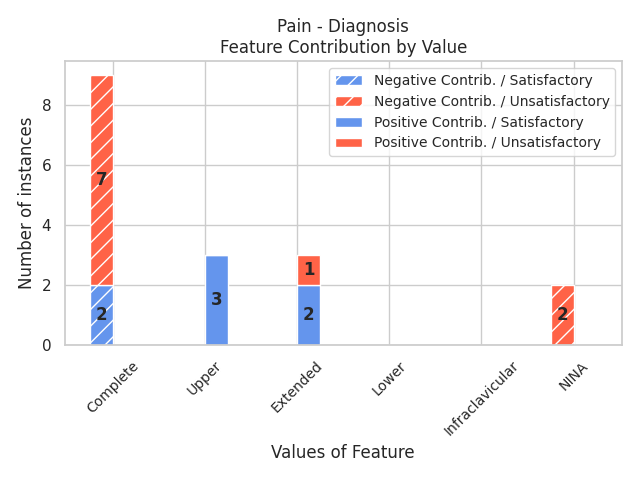 Pain - Diagnosis
Feature Contribution by Value
Negative Contrib. / Satisfactory
Negative Contrib. / Unsatisfactory
Positive Contrib. / Satisfactory
Positive Contrib. / Unsatisfactory
Number of instances
8
6
4
2
0
7
2
3
1
2
2
Complete
Upper
Extended
Lower
Infraclavicular
NINA
Values of Feature